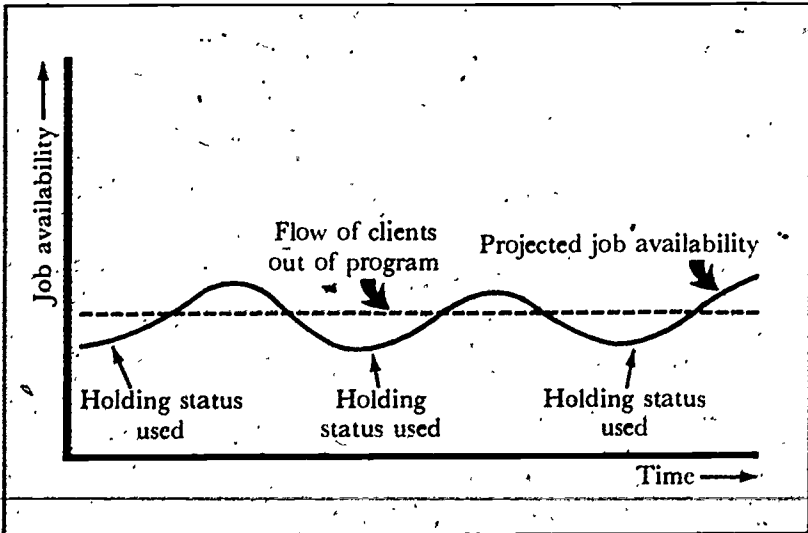 Job availability
Flow of clients
out of program
Projected job availability
Holding status
used
Holding
status used
Holding status
used
Time